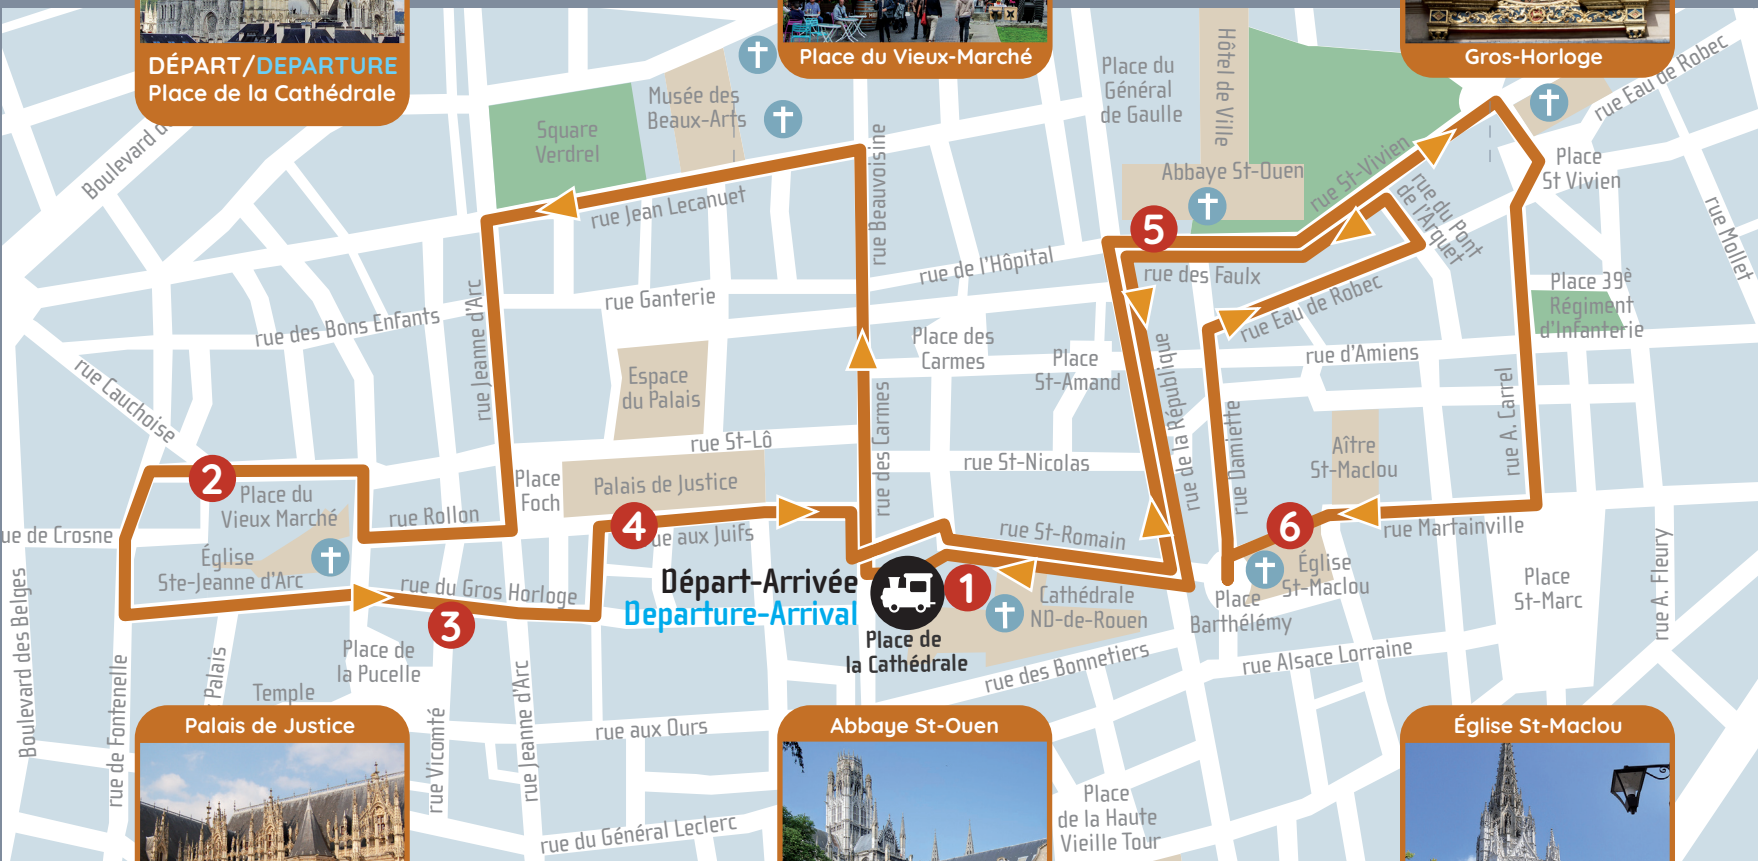 DÉPART/DEPARTURE
Place de la Cathédrale
Place du Vieux-Marché
Gros-Horloge
Boulevard
Square
Verdrel
Musée des
Beaux-Arts
rue Jean Lecanuet
rue Beauvoisine
Place du
Général
de Gaulle
Hôtel de Ville
Abbaye St-Ouen
rue St-Vivien
rue du Pont
de l'Arquet
rue Eau de Robec
Place
St Vivien
rue Mollet
5
rue des Faulx
rue Eau de Robec
Place 39è
Régiment
d'Infanterie
rue de l'Hôpital
rue Ganterie
rue des Bons Enfants
rue Jeanne d'Arc
rue Cauchoise
Espace
du Palais
Place des
Carmes
Place
St-Amand
rue d'Amiens
rue de la République
rue Damiette
rue A. Carrel
Aître
St-Maclou
rue St-Lô
rue des Carmes
rue St-Nicolas
2
Place du
Vieux Marché
rue Rollon
Place
Foch
Palais de Justice
4
ue aux Juifs
rue St-Romain
6
rue Martainville
ue de Crosne
Église
Ste-Jeanne d'Arc
rue du Gros Horloge
3
Départ-Arrivée
Departure-Arrival
1
Place de
la Cathédrale
Cathédrale
ND-de-Rouen
Église
St-Maclou
Place
Barthélémy
Place
St-Marc
rue A. Fleury
rue des Bonnetiers
rue Alsace Lorraine
Boulevard des Belges
rue de Fontenelle
Palais
Temple
Place de
la Pucelle
rue Vicomté
rue Jeanne d'Arc
rue aux Ours
rue du Général Leclerc
Place
de la Haute
Vieille Tour
Palais de Justice
Abbaye St-Ouen
Église St-Maclou